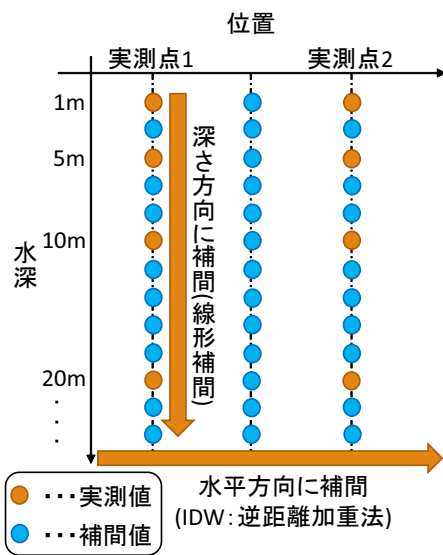 位置
実測点1
実測点2
1m
5m
10m
20m
・・・・
水深
深さ方向に補間(線形補間)
水平方向に補間
(IDW:逆距離加重法)
・・・実測値
・・・補間値